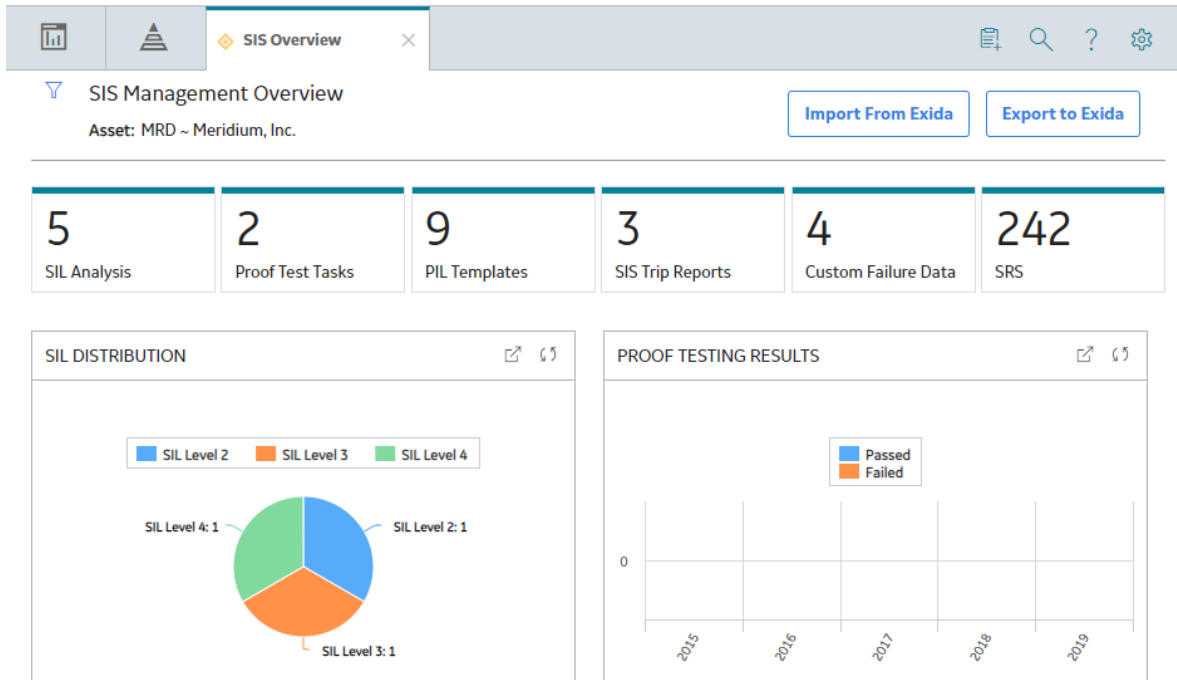 SIS Overview
?
SIS Management Overview
Asset: MRD ~ Meridium, Inc.
Import From Exida
Export to Exida
5
SIL Analysis
2
Proof Test Tasks
9
PIL Templates
3
SIS Trip Reports
4
Custom Failure Data
242
SRS
SIL DISTRIBUTION
SIL Level 2
SIL Level 3
SIL Level 4
SIL Level 4: 1
SIL Level 2: 1
SIL Level 3: 1
PROOF TESTING RESULTS
Passed
Failed
0
2015
2016
2017
2018
2019